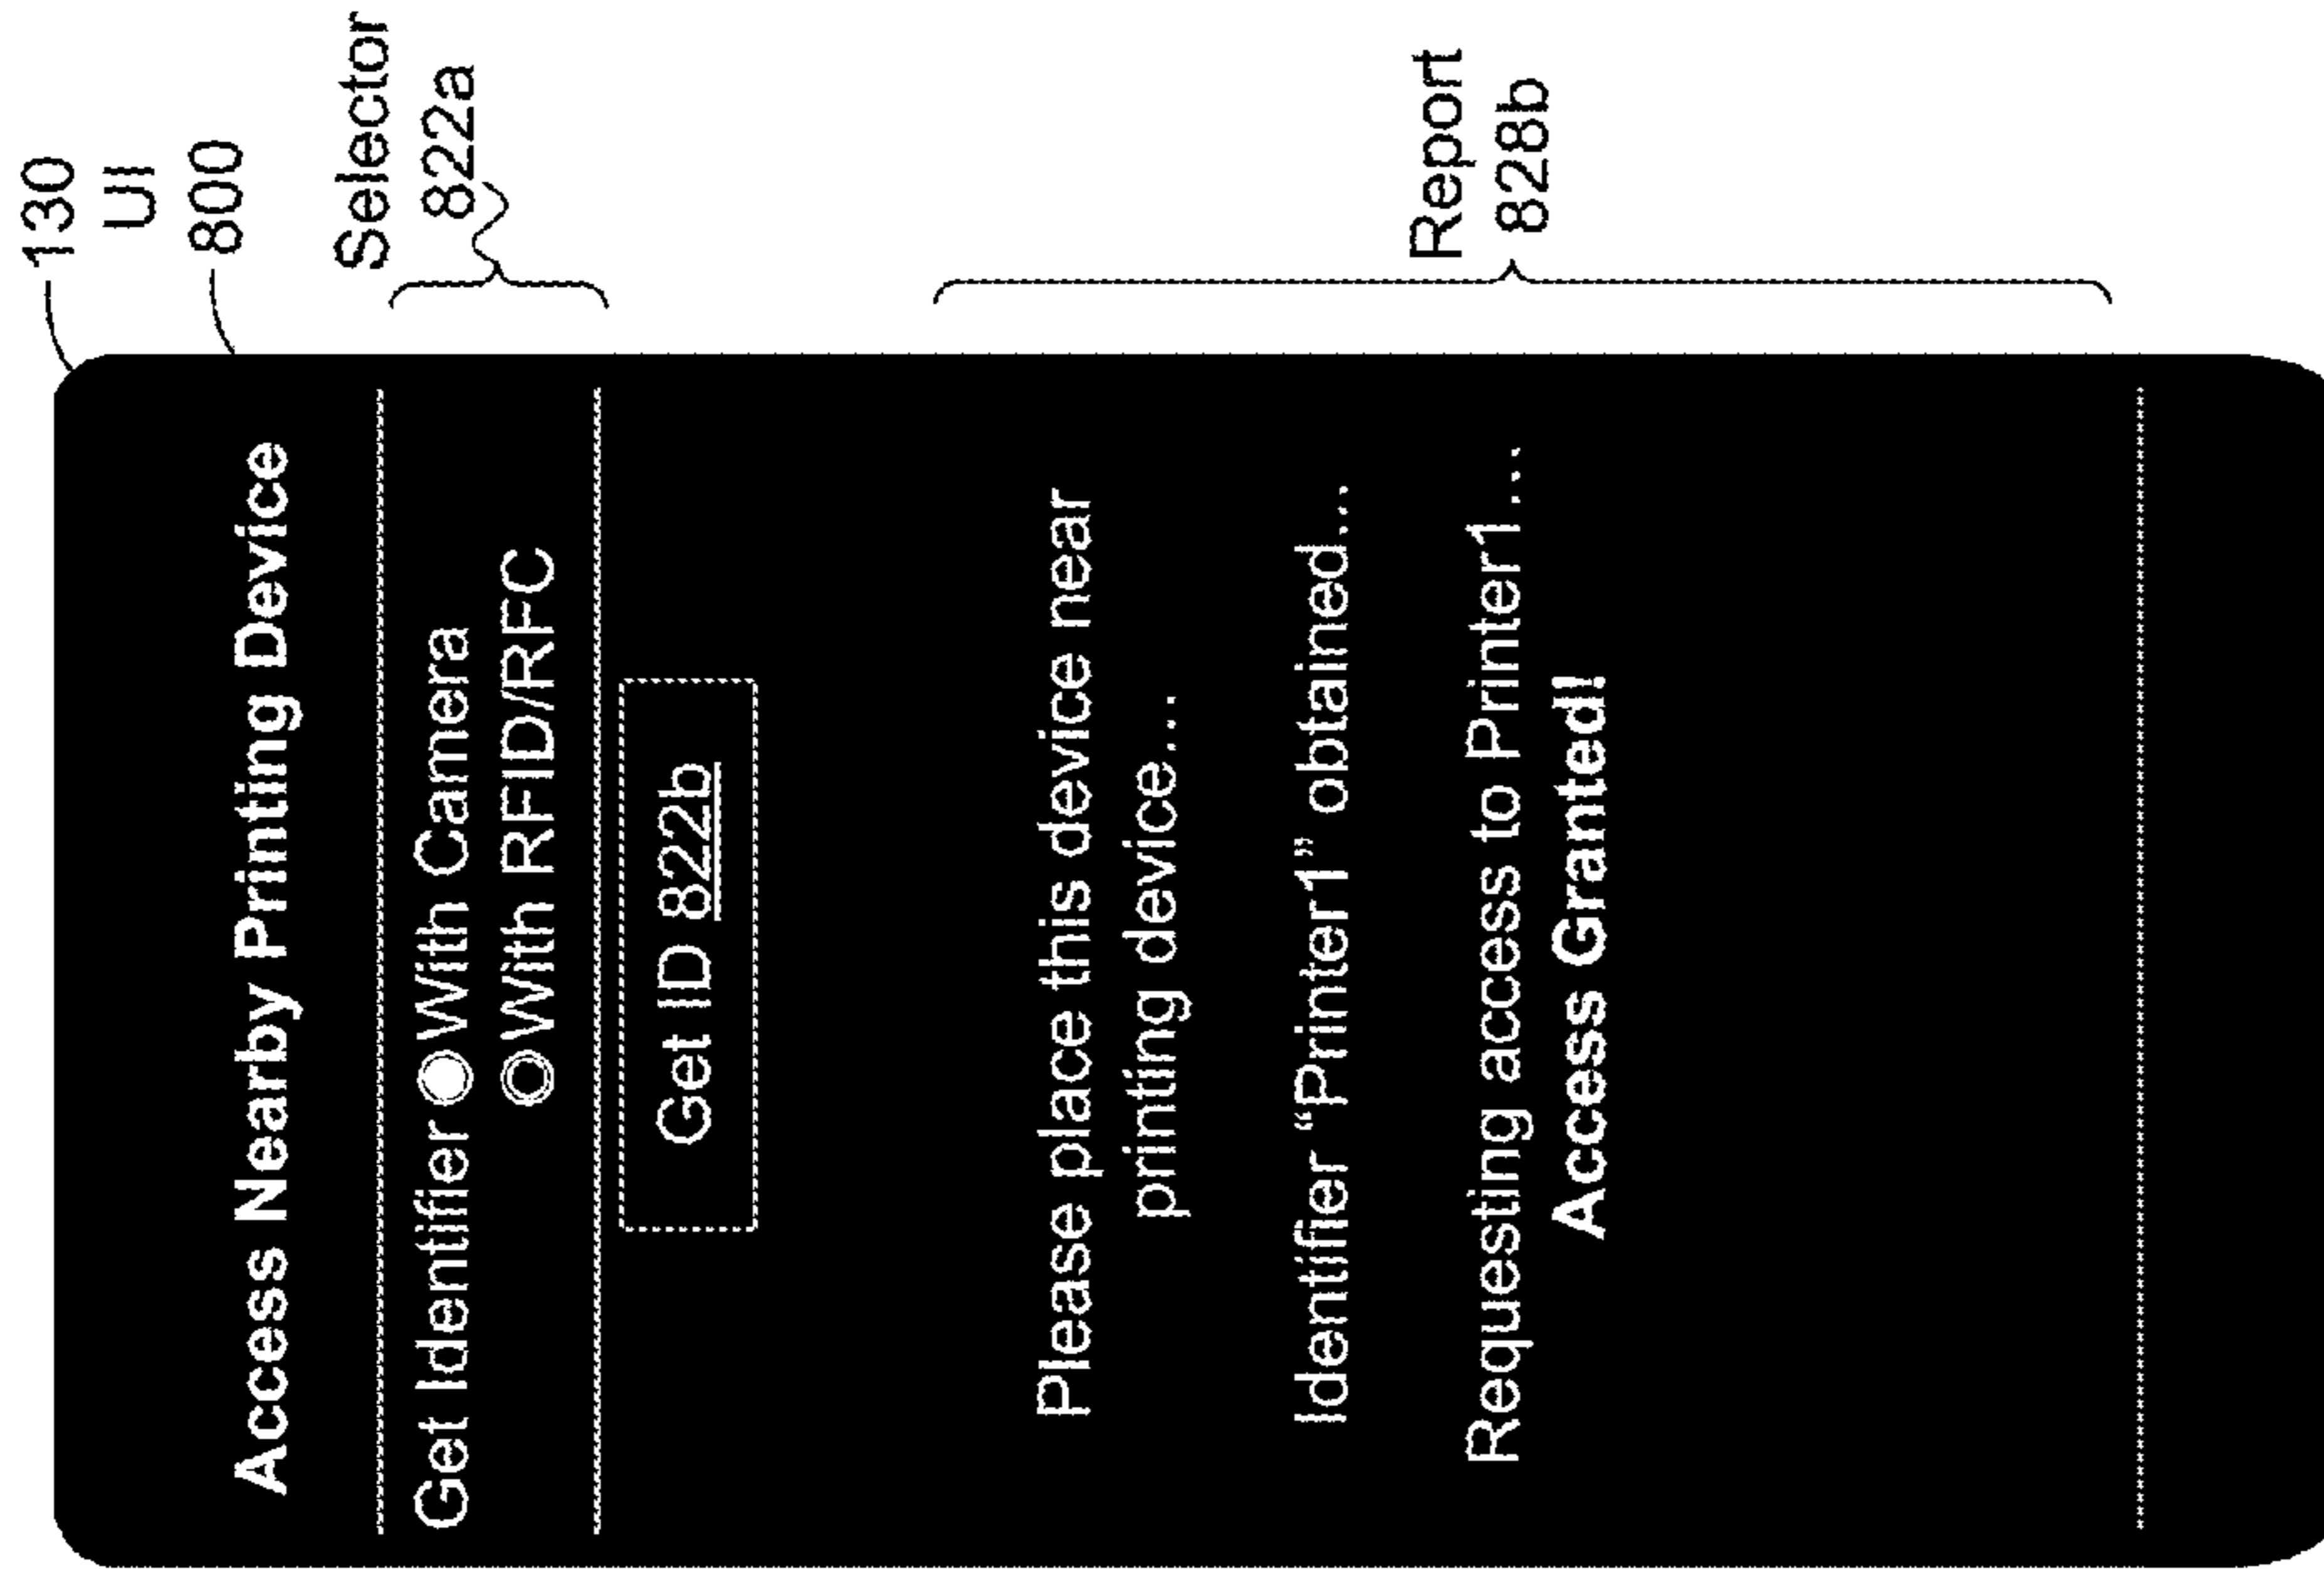 130
UI
800
Selector
822a
Access Nearby Printing Device
Get Identifier With Camera
With RFID/RFC
Get ID 822b
Report
828b
Please place this device near
printing device...
Identifier “Printer1” obtained...
Requesting access to Printer1...
Access Granted!